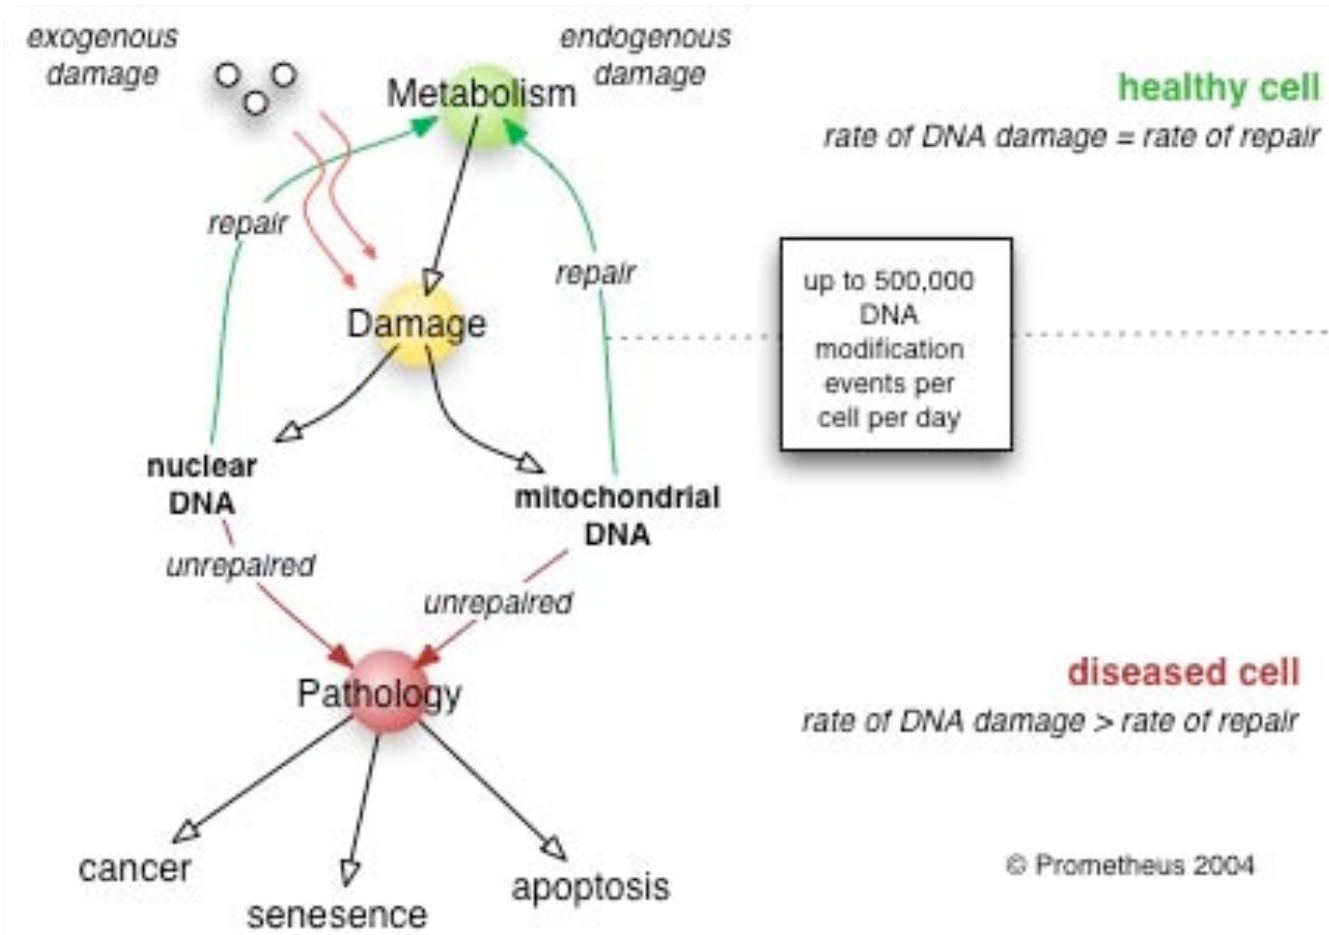 exogenous
damage
endogenous
damage
Metabolism
healthy cell
rate of DNA damage = rate of repair
repair
repair
up to 500,000
DNA
modification
events per
cell per day
Damage
nuclear
DNA
mitochondrial
DNA
unrepaired
unrepaired
Pathology
diseased cell
rate of DNA damage > rate of repair
cancer
senesence
apoptosis
© Prometheus 2004